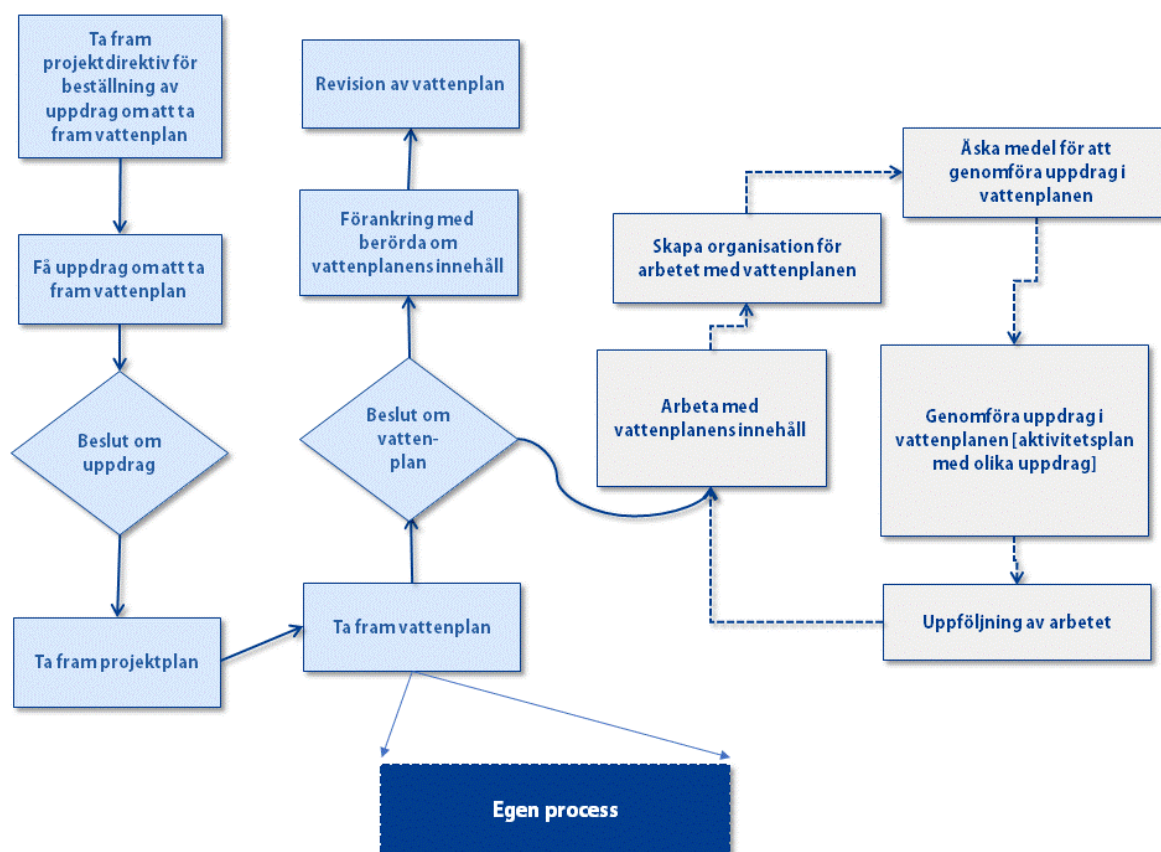 Ta fram
projektdirektiv för
beställning av
uppdrag om att ta
fram vattenplan
Få uppdrag om att ta
fram vattenplan
Beslut om
uppdrag
Ta fram projektplan
Revision av vattenplan
Förankring med
berörda om
vattenplanens innehåll
Beslut om
vatten-
plan
Ta fram vattenplan
Egen process
Äska medel för att
genomföra uppdrag i
vattenplanen
Skapa organisation för
arbetet med vattenplanen
Arbeta med
vattenplanens innehåll
Genomföra uppdrag i
vattenplanen [aktivitetsplan
med olika uppdrag]
Uppföljning av arbetet